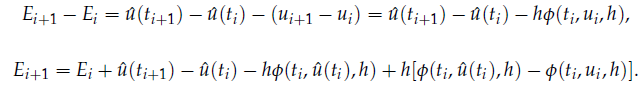 E_{i+1} − E_i = û(t_{i+1}) − û(t_i) − (u_{i+1} − u_i) = û(t_{i+1}) − û(t_i) − hϕ(t_i, u_i, h),
E_{i+1} = E_i + û(t_{i+1}) − û(t_i) − hϕ(t_i, û(t_i), h) + h[ϕ(t_i, û(t_i), h) − ϕ(t_i, u_i, h)].